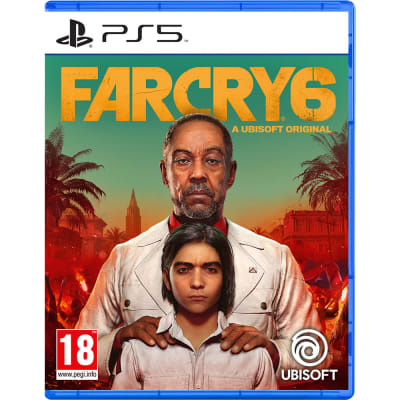 PS5
FARCRY6
A UBISOFT ORIGINAL
18
www.pegi.info
UBISOFT